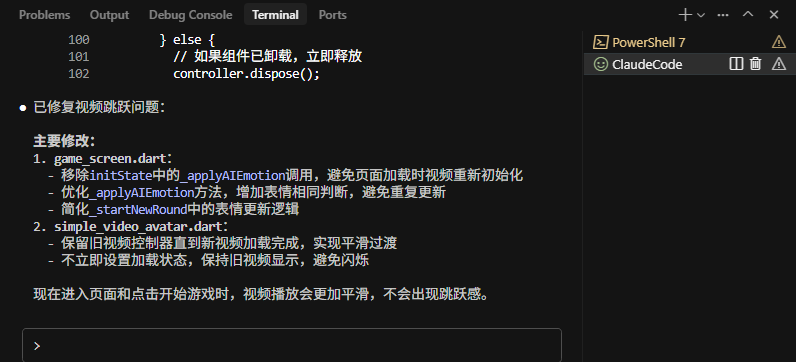 Problems Output Debug Console Terminal Ports
100 } else {
101 // 如果组件已卸载，立即释放
102 controller.dispose();
PowerShell 7
ClaudeCode
● 已修复视频跳跃问题：
主要修改：
1. game_screen.dart：
- 移除initState中的_applyAIEmotion调用，避免页面加载时视频重新初始化
- 优化_applyAIEmotion方法，增加表情相同判断，避免重复更新
- 简化_startNewRound中的表情更新逻辑
2. simple_video_avatar.dart：
- 保留旧视频控制器直到新视频加载完成，实现平滑过渡
- 不立即设置加载状态，保持旧视频显示，避免闪烁
现在进入页面和点击开始游戏时，视频播放会更加平滑，不会出现跳跃感。
>